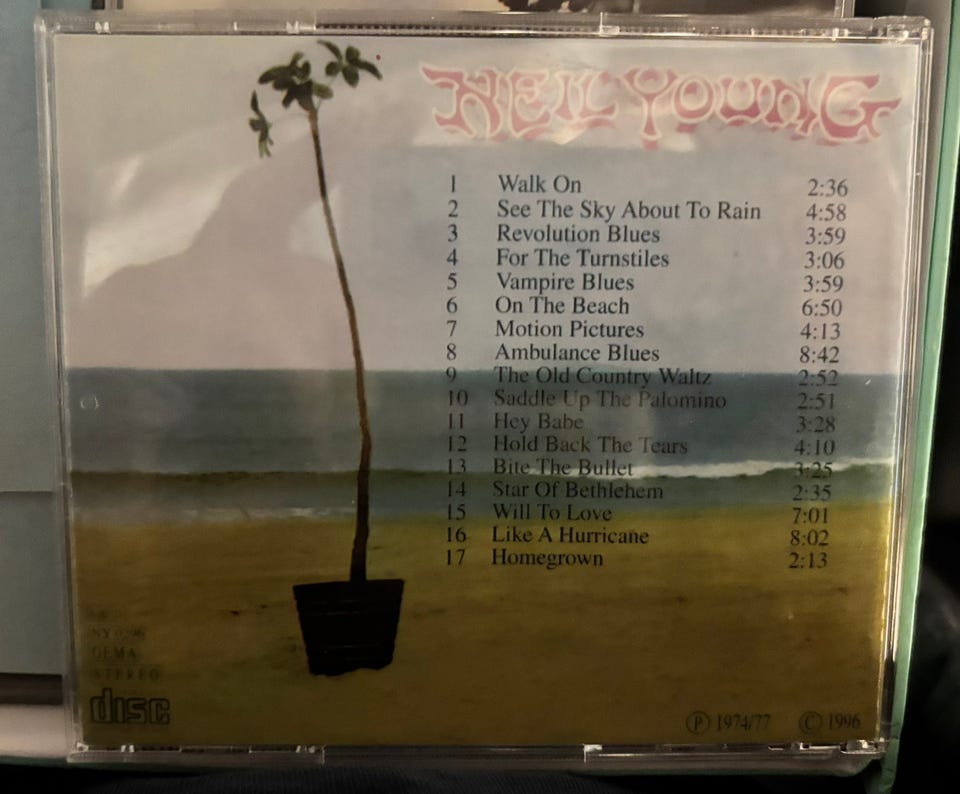 NEIL YOUNG
1 Walk On 2:36
2 See The Sky About To Rain 4:58
3 Revolution Blues 3:59
4 For The Turnstiles 3:06
5 Vampire Blues 3:59
6 On The Beach 6:50
7 Motion Pictures 4:13
8 Ambulance Blues 8:42
9 The Old Country Waltz 2:52
10 Saddle Up The Palomino 2:51
11 Hey Babe 3:28
12 Hold Back The Tears 4:10
13 Bite The Bullet 3:25
14 Star Of Bethlehem 2:35
15 Will To Love 7:01
16 Like A Hurricane 8:02
17 Homegrown 2:13
NY 0296
GEMA
STEREO
disc
℗ 1974/77 © 1996